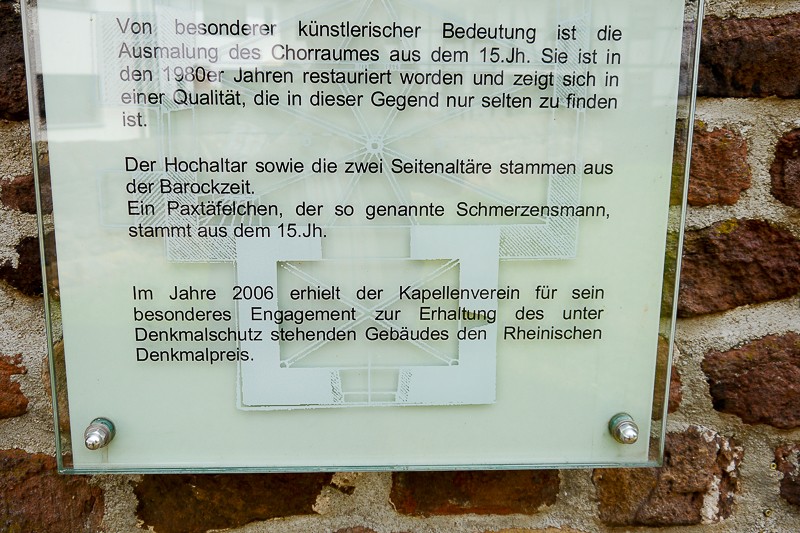 Von besonderer künstlerischer Bedeutung ist die
Ausmalung des Chorraumes aus dem 15.Jh. Sie ist in
den 1980er Jahren restauriert worden und zeigt sich in
einer Qualität, die in dieser Gegend nur selten zu finden
ist.
Der Hochaltar sowie die zwei Seitenaltäre stammen aus
der Barockzeit.
Ein Paxtäfelchen, der so genannte Schmerzensmann,
stammt aus dem 15.Jh.
Im Jahre 2006 erhielt der Kapellenverein für sein
besonderes Engagement zur Erhaltung des unter
Denkmalschutz stehenden Gebäudes den Rheinischen
Denkmalpreis.